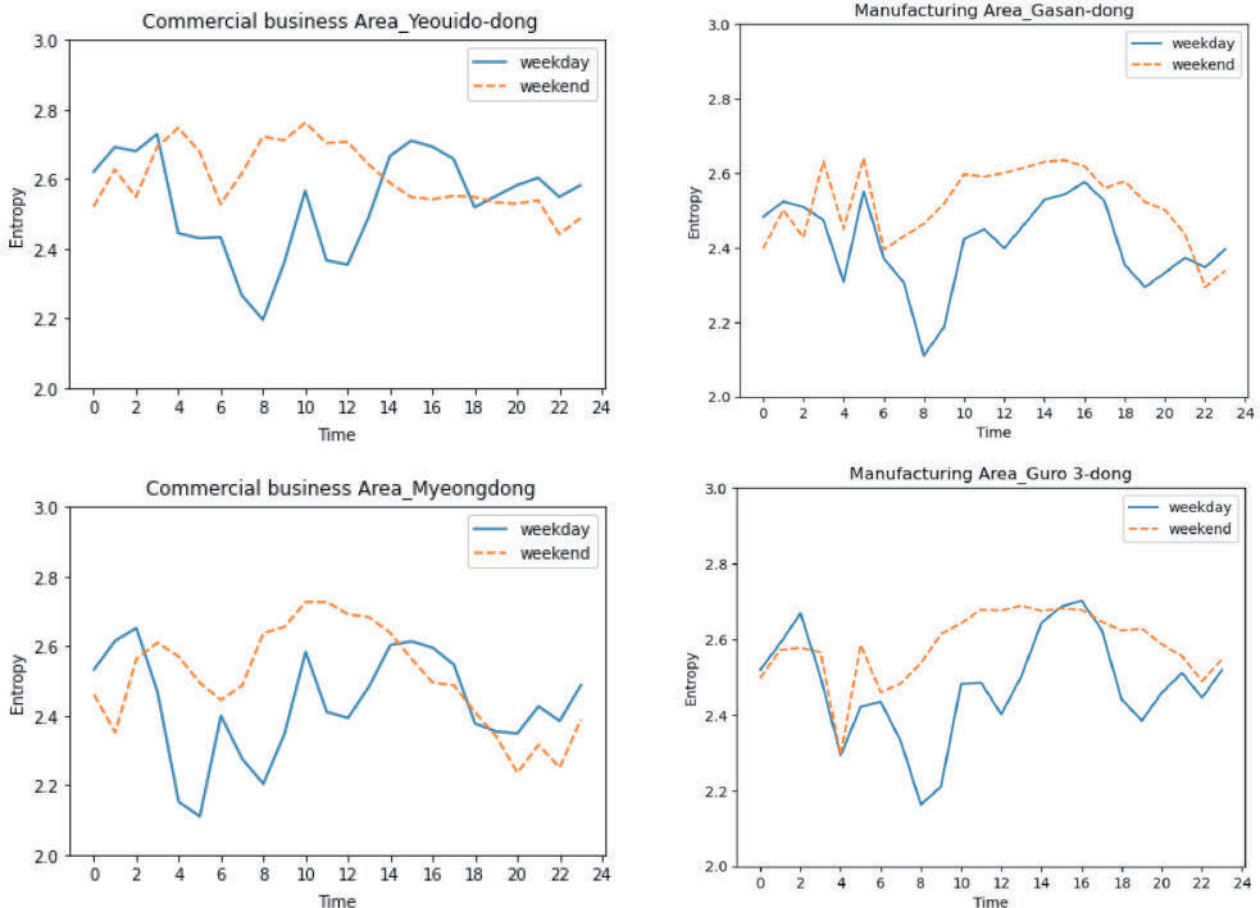 Commercial business Area_Yeouido-dong
3.0
2.8
2.6
2.4
2.2
2.0
Entropy
weekday
weekend
0 2 4 6 8 10 12 14 16 18 20 22 24
Time
Manufacturing Area_Gasan-dong
3.0
2.8
2.6
2.4
2.2
2.0
Entropy
weekday
weekend
0 2 4 6 8 10 12 14 16 18 20 22 24
Time
Commercial business Area_Myeongdong
3.0
2.8
2.6
2.4
2.2
2.0
Entropy
weekday
weekend
0 2 4 6 8 10 12 14 16 18 20 22 24
Time
Manufacturing Area_Guro 3-dong
3.0
2.8
2.6
2.4
2.2
2.0
Entropy
weekday
weekend
0 2 4 6 8 10 12 14 16 18 20 22 24
Time